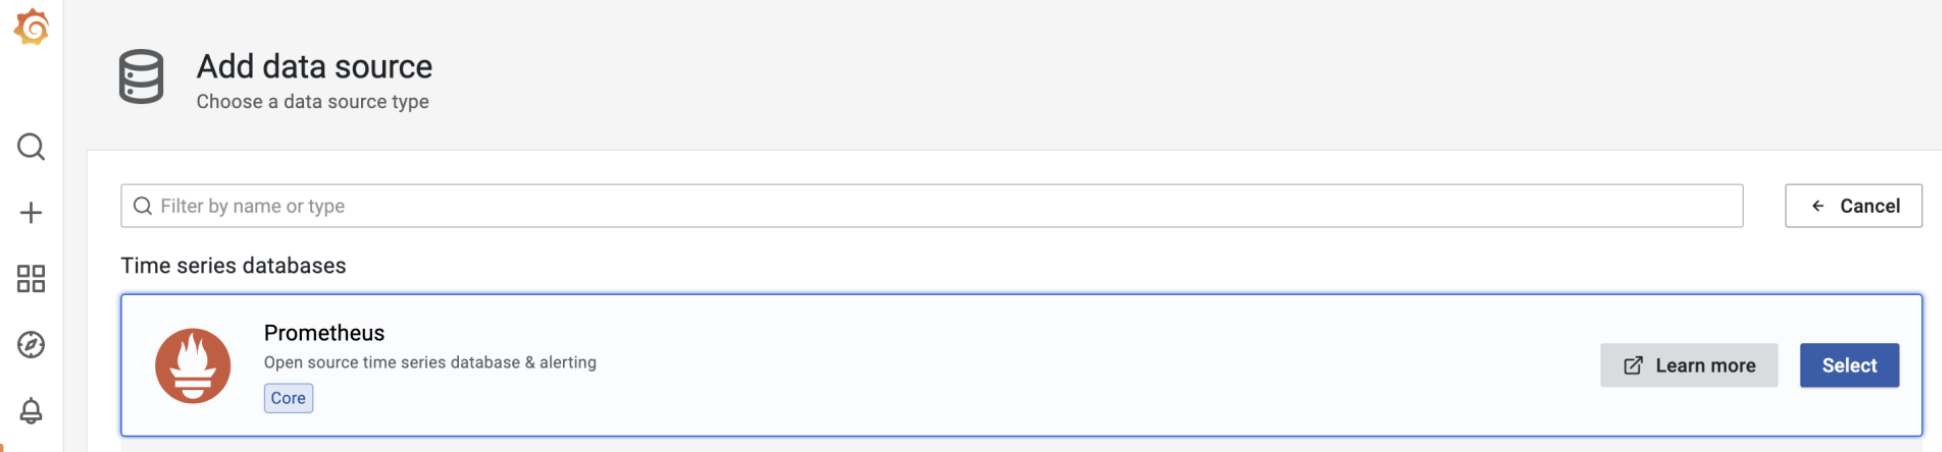 Add data source
Choose a data source type
Filter by name or type
Cancel
Time series databases
Prometheus
Open source time series database & alerting
Core
Learn more
Select